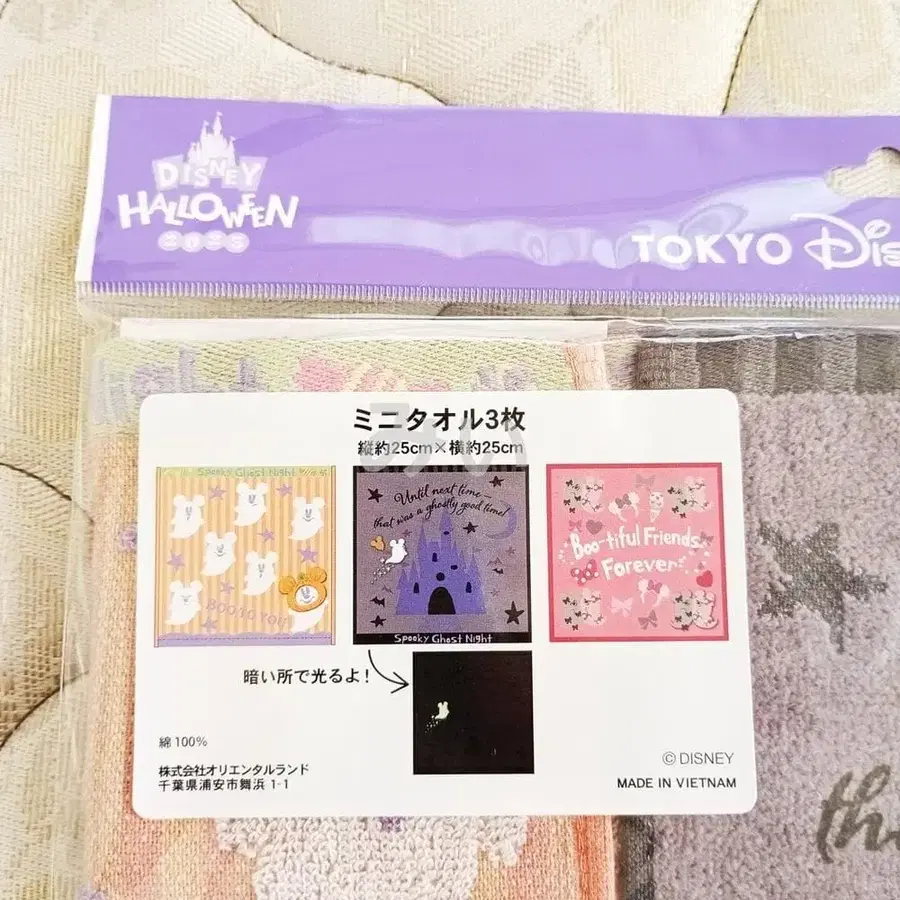 DISNEY
HALLOWEEN
2023
TOKYO Dis
ミニタオル3枚
縦約25cm×横約25cm
Spooky Ghost Night
BOO TO YOU!
Until next time—
that was a ghostly good time!
Spooky Ghost Night
Boo-tiful Friends
Forever
暗い所で光るよ!
綿100%
株式会社オリエンタルランド
千葉県浦安市舞浜 1-1
© DISNEY
MADE IN VIETNAM
th